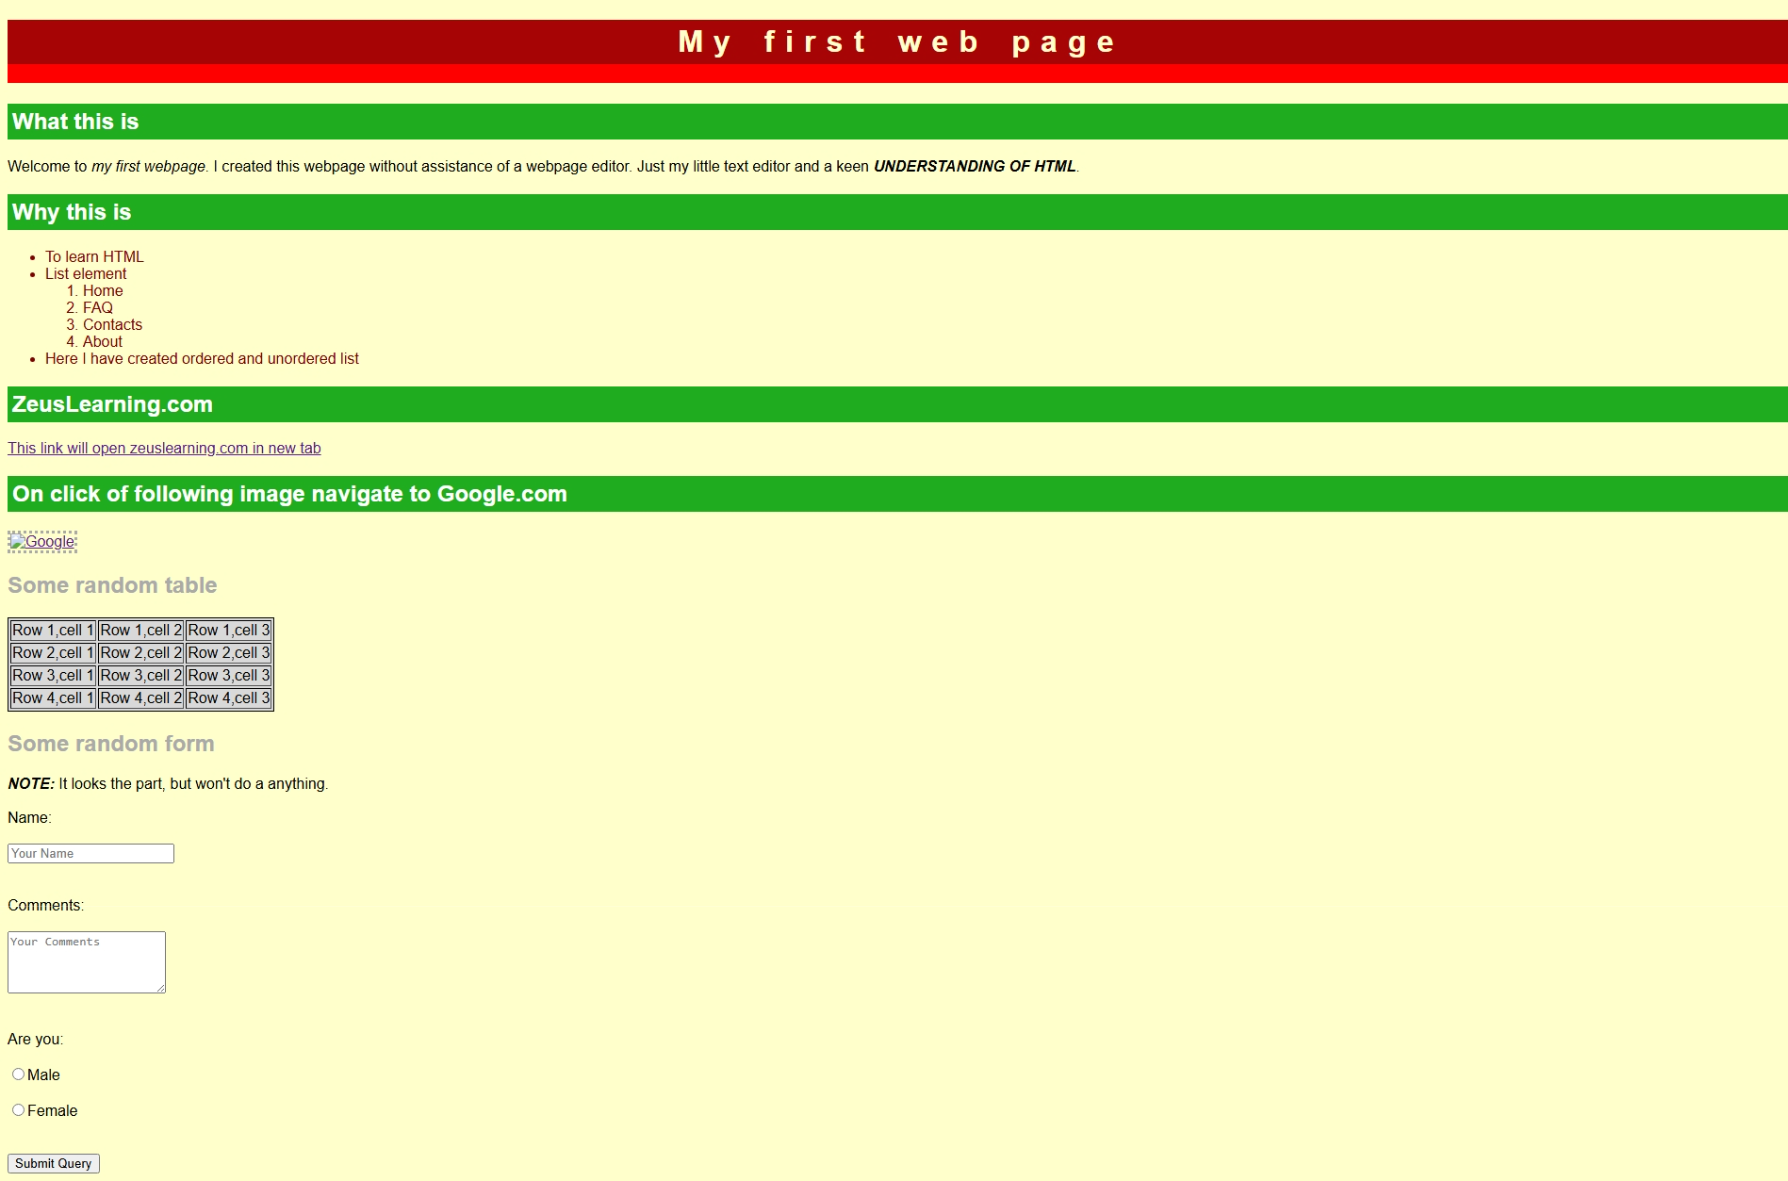 My first web page
What this is
Welcome to my first webpage. I created this webpage without assistance of a webpage editor. Just my little text editor and a keen UNDERSTANDING OF HTML.
Why this is
• To learn HTML
• List element
1. Home
2. FAQ
3. Contacts
4. About
• Here I have created ordered and unordered list
ZeusLearning.com
This link will open zeuslearning.com in new tab
On click of following image navigate to Google.com
Google
Some random table
Row 1,cell 1 Row 1,cell 2 Row 1,cell 3
Row 2,cell 1 Row 2,cell 2 Row 2,cell 3
Row 3,cell 1 Row 3,cell 2 Row 3,cell 3
Row 4,cell 1 Row 4,cell 2 Row 4,cell 3
Some random form
NOTE: It looks the part, but won't do a anything.
Name:
Your Name
Comments:
Your Comments
Are you:
Male
Female
Submit Query